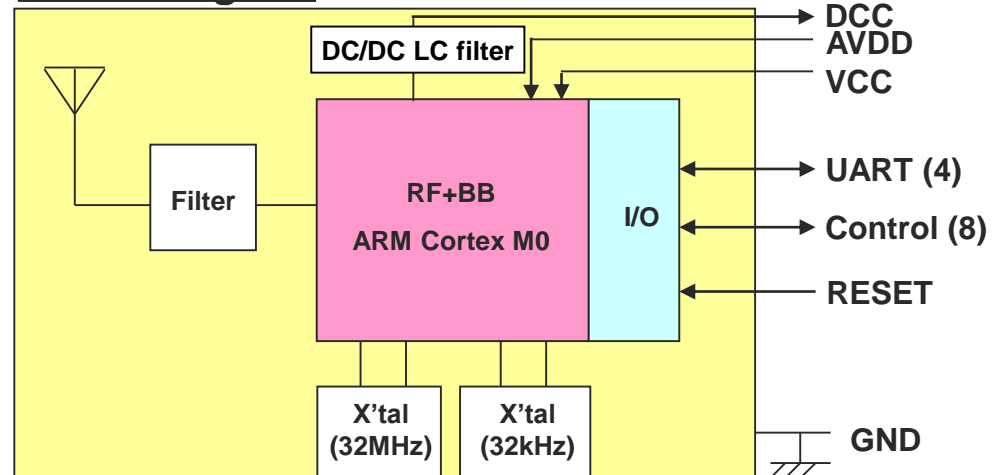 DCC
DC/DC LC filter
AVDD
VCC
Filter
RF+BB
ARM Cortex M0
I/O
UART (4)
Control (8)
RESET
X'tal
(32MHz)
X'tal
(32kHz)
GND